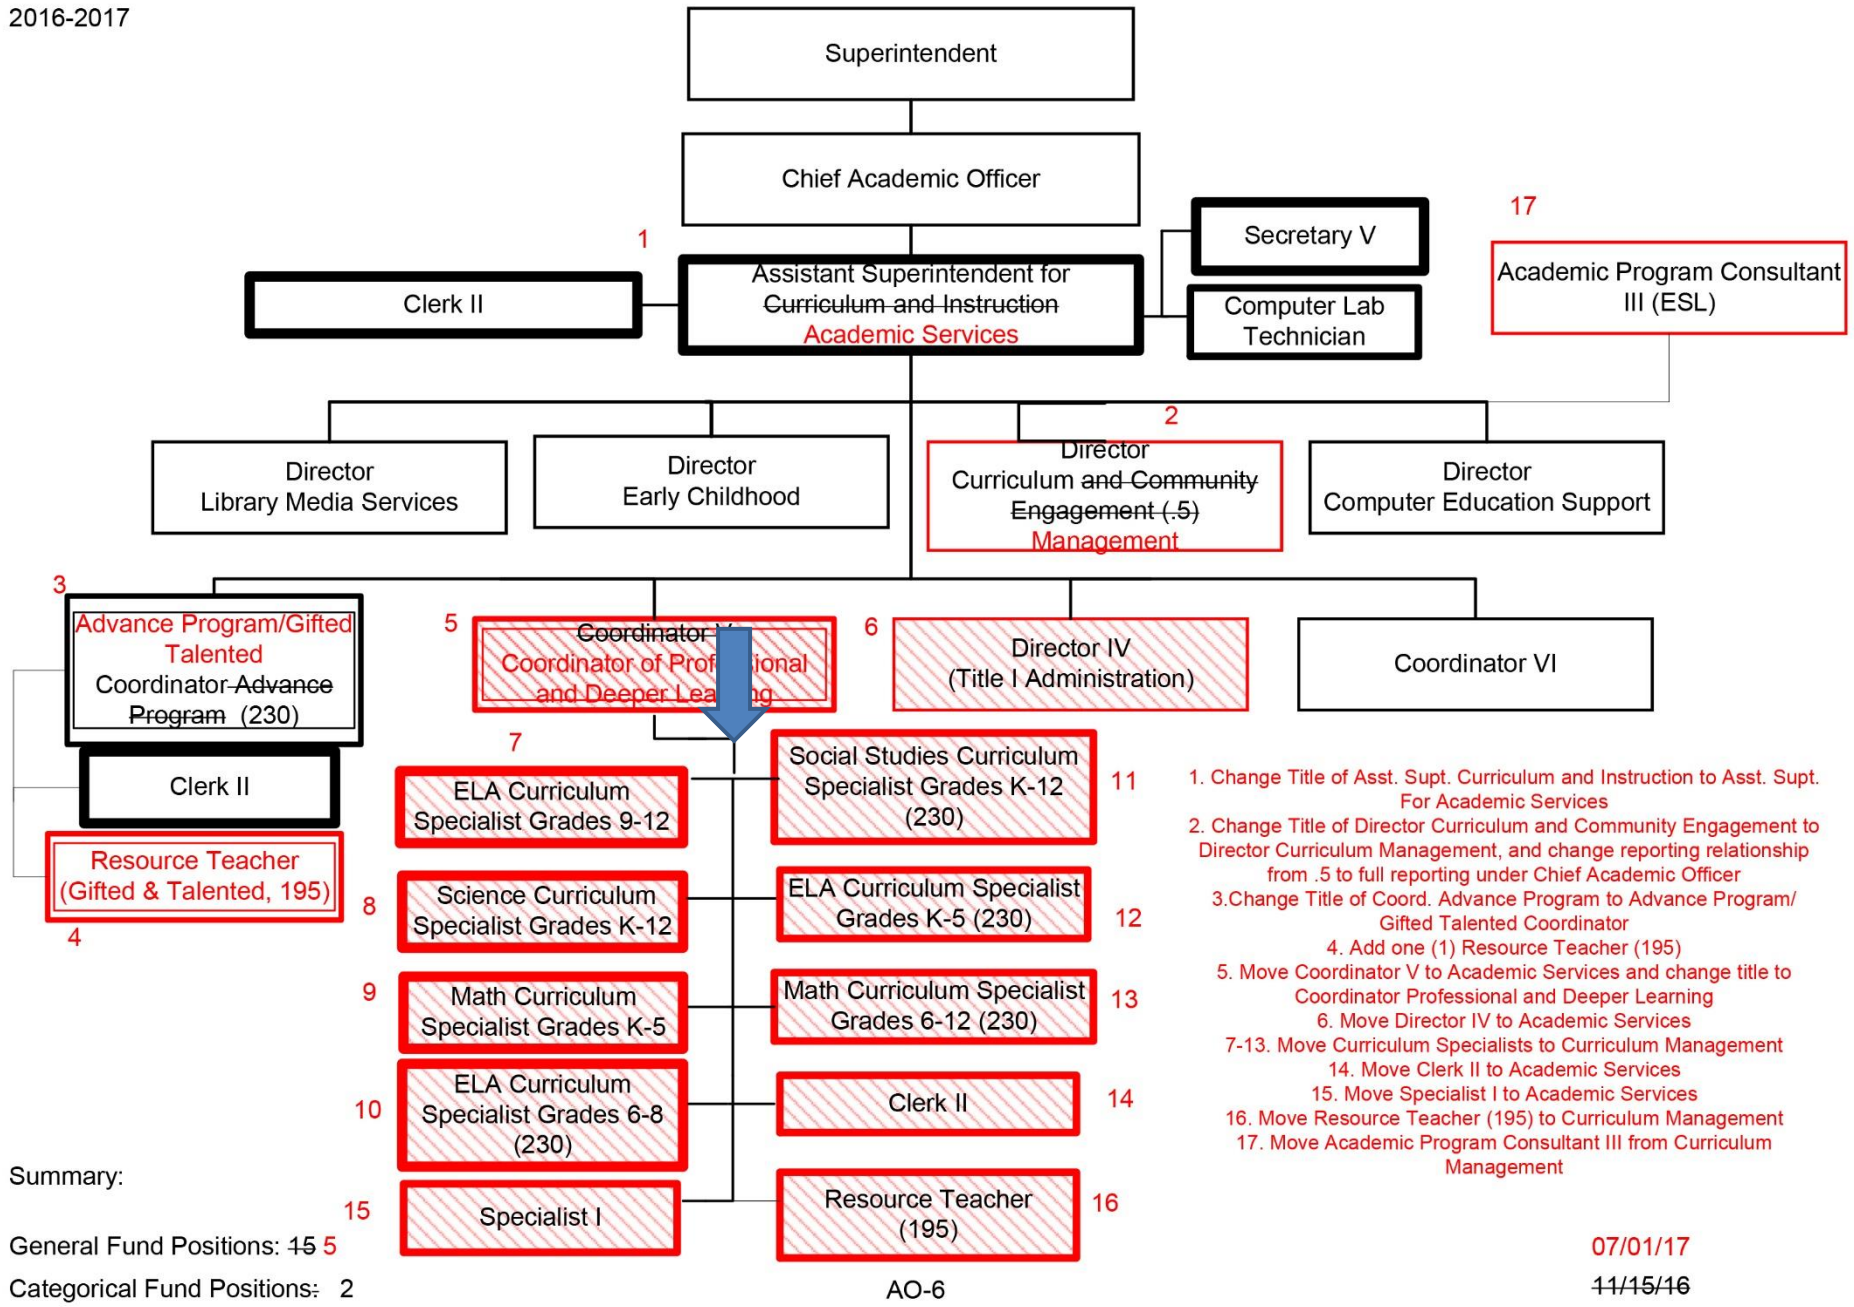 2016-2017
Superintendent
Chief Academic Officer
17
Secretary V
1
Academic Program Consultant
III (ESL)
Assistant Superintendent for
Curriculum and Instruction
Academic Services
Clerk II
Computer Lab
Technician
2
Director
Library Media Services
Director
Early Childhood
Director
Curriculum and Community
Engagement (.5)
Management
Director
Computer Education Support
3
Advance Program/Gifted
Talented
Coordinator Advance
Program (230)
5
Coordinator V
Coordinator of
and Deeper
6
Director IV
(Title I Administration)
Coordinator VI
Clerk II
Resource Teacher
(Gifted & Talented, 195)
4
7
ELA Curriculum
Specialist Grades 9-12
Social Studies Curriculum
Specialist Grades K-12
(230)
11
8
Science Curriculum
Specialist Grades K-12
ELA Curriculum Specialist
Grades K-5 (230)
12
9
Math Curriculum
Specialist Grades K-5
Math Curriculum Specialist
Grades 6-12 (230)
13
10
ELA Curriculum
Specialist Grades 6-8
(230)
Clerk II
14
15
Specialist I
Resource Teacher
(195)
16
1. Change Title of Asst. Supt. Curriculum and Instruction to Asst. Supt.
For Academic Services
2. Change Title of Director Curriculum and Community Engagement to
Director Curriculum Management, and change reporting relationship
from .5 to full reporting under Chief Academic Officer
3.Change Title of Coord. Advance Program to Advance Program/
Gifted Talented Coordinator
4. Add one (1) Resource Teacher (195)
5. Move Coordinator V to Academic Services and change title to
Coordinator Professional and Deeper Learning
6. Move Director IV to Academic Services
7-13. Move Curriculum Specialists to Curriculum Management
14. Move Clerk II to Academic Services
15. Move Specialist I to Academic Services
16. Move Resource Teacher (195) to Curriculum Management
17. Move Academic Program Consultant III from Curriculum
Management
Summary:
General Fund Positions: 15 5
Categorical Fund Positions: 2
AO-6
07/01/17
11/15/16